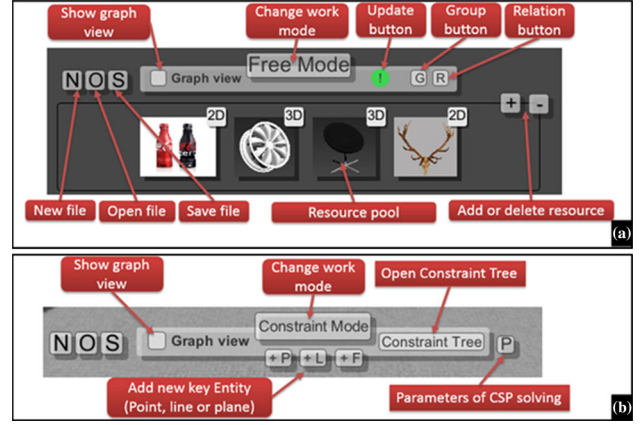 Show graph
view
Change work
mode
Update
button
Group
button
Relation
button
Free Mode
N O S
Graph view
!
G R
+ -
2D
3D
3D
2D
New file
Open file
Save file
Resource pool
Add or delete resource
(a)
Show graph
view
Change work
mode
Open Constraint Tree
Constraint Mode
N O S
Graph view
Constraint Tree
P
+ P
+ L
+ F
Add new key Entity
(Point, line or plane)
Parameters of CSP solving
(b)